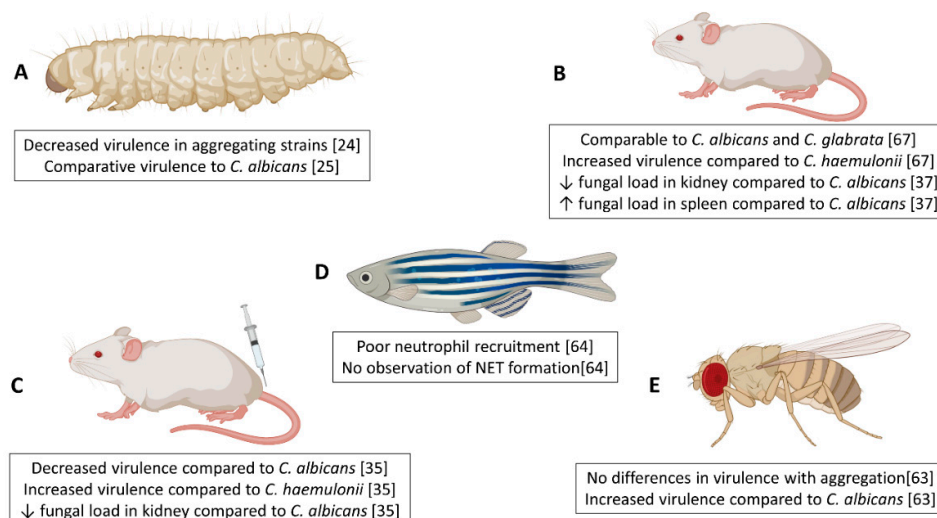 A
Decreased virulence in aggregating strains [24]
Comparative virulence to C. albicans [25]
B
Comparable to C. albicans and C. glabrata [67]
Increased virulence compared to C. haemulonii [67]
↓ fungal load in kidney compared to C. albicans [37]
↑ fungal load in spleen compared to C. albicans [37]
D
Poor neutrophil recruitment [64]
No observation of NET formation[64]
C
Decreased virulence compared to C. albicans [35]
Increased virulence compared to C. haemulonii [35]
↓ fungal load in kidney compared to C. albicans [35]
E
No differences in virulence with aggregation[63]
Increased virulence compared to C. albicans [63]